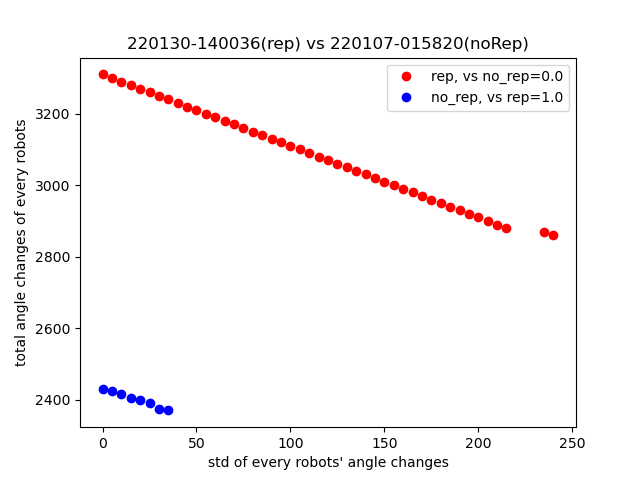 220130-140036(rep) vs 220107-015820(noRep)
rep, vs no_rep=0.0
no_rep, vs rep=1.0
total angle changes of every robots
3200
3000
2800
2600
2400
0 50 100 150 200 250
std of every robots' angle changes